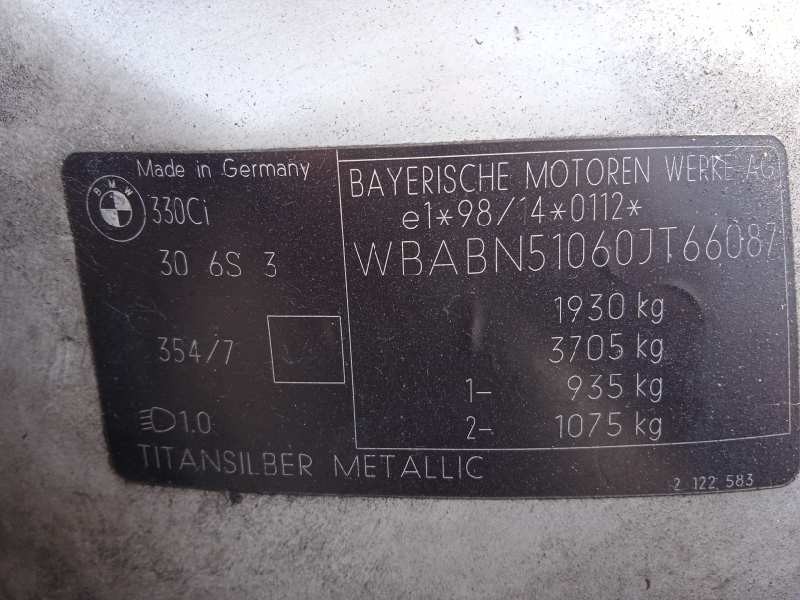 Made in Germany
BMW
330Ci
30 6S 3
354/7
1.0
TITANSILBER METALLIC
BAYERISCHE MOTOREN WERKE AG
e1*98/14*0112*
WBABN51060JT66087
1930 kg
3705 kg
1- 935 kg
2- 1075 kg
2 122 583